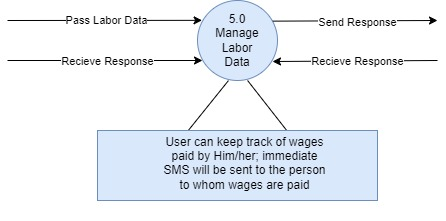 Pass Labor Data
5.0
Manage
Labor
Data
Send Response
Recieve Response
Recieve Response
User can keep track of wages
paid by Him/her; immediate
SMS will be sent to the person
to whom wages are paid